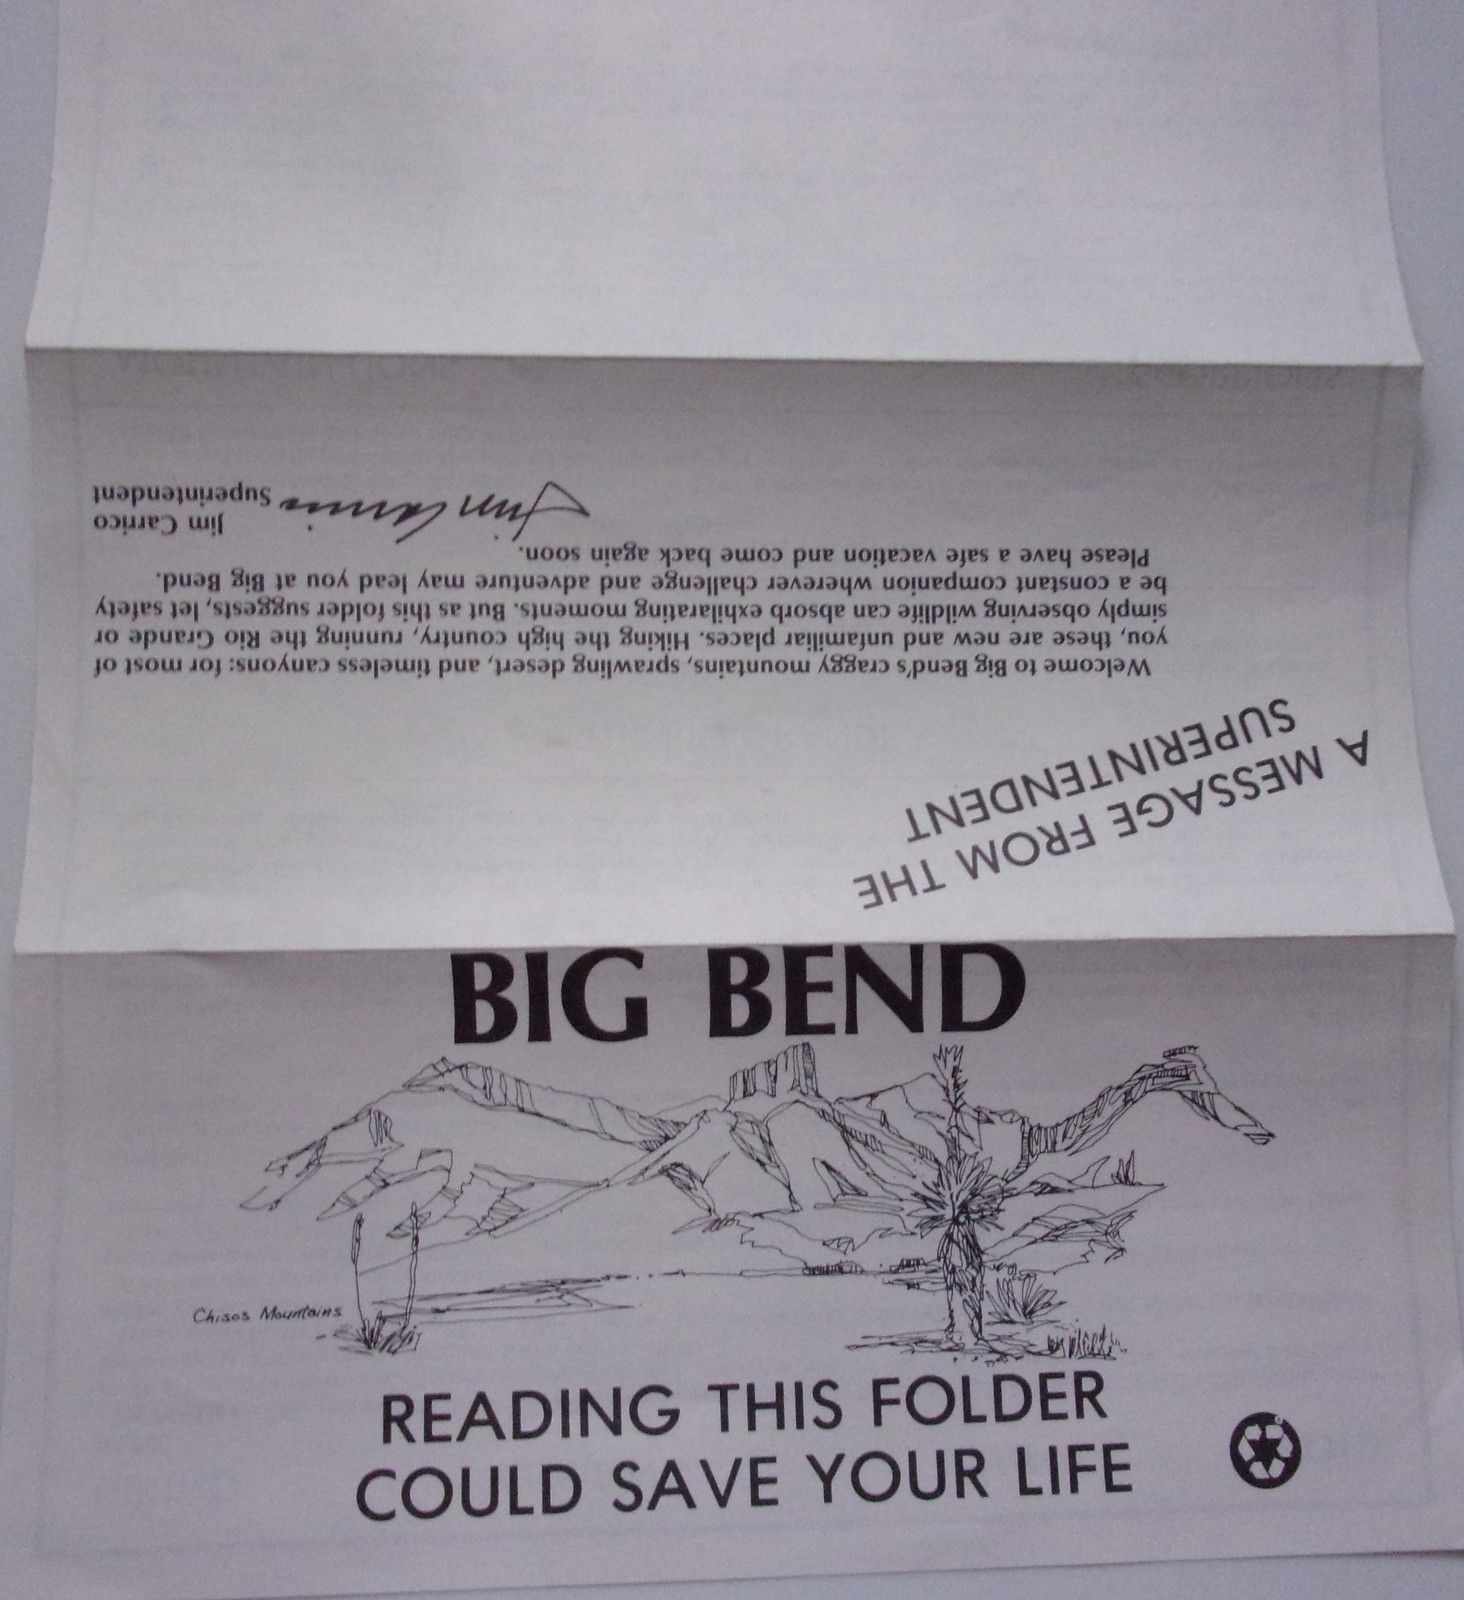 BIG BEND
Chisos Mountains
READING THIS FOLDER
COULD SAVE YOUR LIFE
A MESSAGE FROM THE
SUPERINTENDENT
Welcome to Big Bend's craggy mountains, sprawling desert, and timeless canyons: for most of
you, these are new and unfamiliar places. Hiking the high country, running the Rio Grande or
simply observing wildlife can absorb exhilarating moments. But as this folder suggests, let safety
be a constant companion wherever challenge and adventure may lead you at Big Bend.
Please have a safe vacation and come back again soon.
Jim Carrico
Jim Carrico
Superintendent